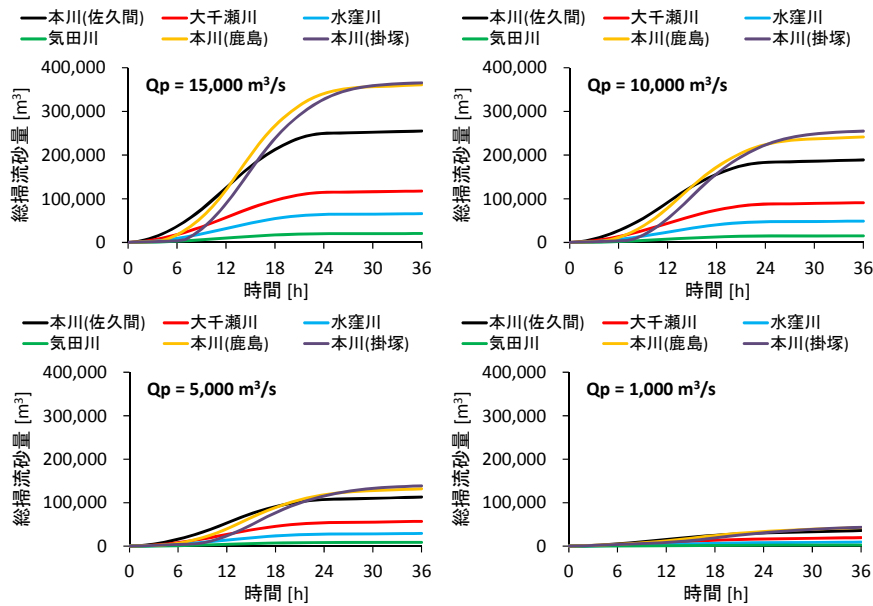 本川(佐久間) 大千瀬川 水窪川
気田川 本川(鹿島) 本川(掛塚)
Qp = 15,000 m³/s
総掃流砂量 [m³]
400,000
300,000
200,000
100,000
0
0 6 12 18 24 30 36
時間 [h]
本川(佐久間) 大千瀬川 水窪川
気田川 本川(鹿島) 本川(掛塚)
Qp = 10,000 m³/s
総掃流砂量 [m³]
400,000
300,000
200,000
100,000
0
0 6 12 18 24 30 36
時間 [h]
本川(佐久間) 大千瀬川 水窪川
気田川 本川(鹿島) 本川(掛塚)
Qp = 5,000 m³/s
総掃流砂量 [m³]
400,000
300,000
200,000
100,000
0
0 6 12 18 24 30 36
時間 [h]
本川(佐久間) 大千瀬川 水窪川
気田川 本川(鹿島) 本川(掛塚)
Qp = 1,000 m³/s
総掃流砂量 [m³]
400,000
300,000
200,000
100,000
0
0 6 12 18 24 30 36
時間 [h]